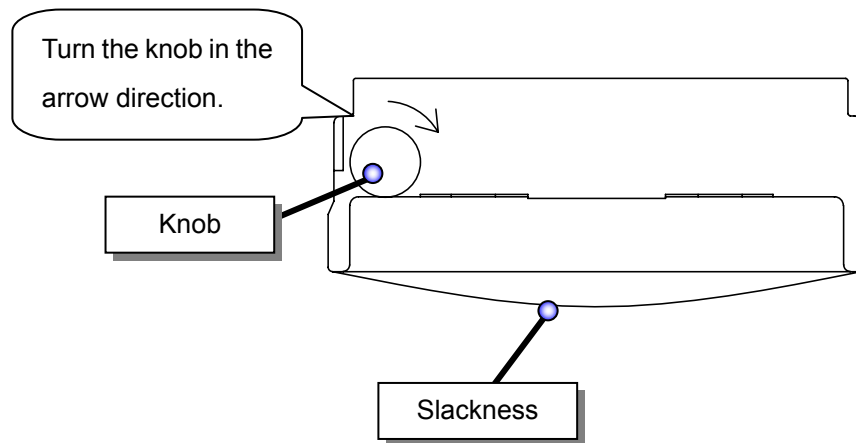 Turn the knob in the
arrow direction.
Knob
Slackness